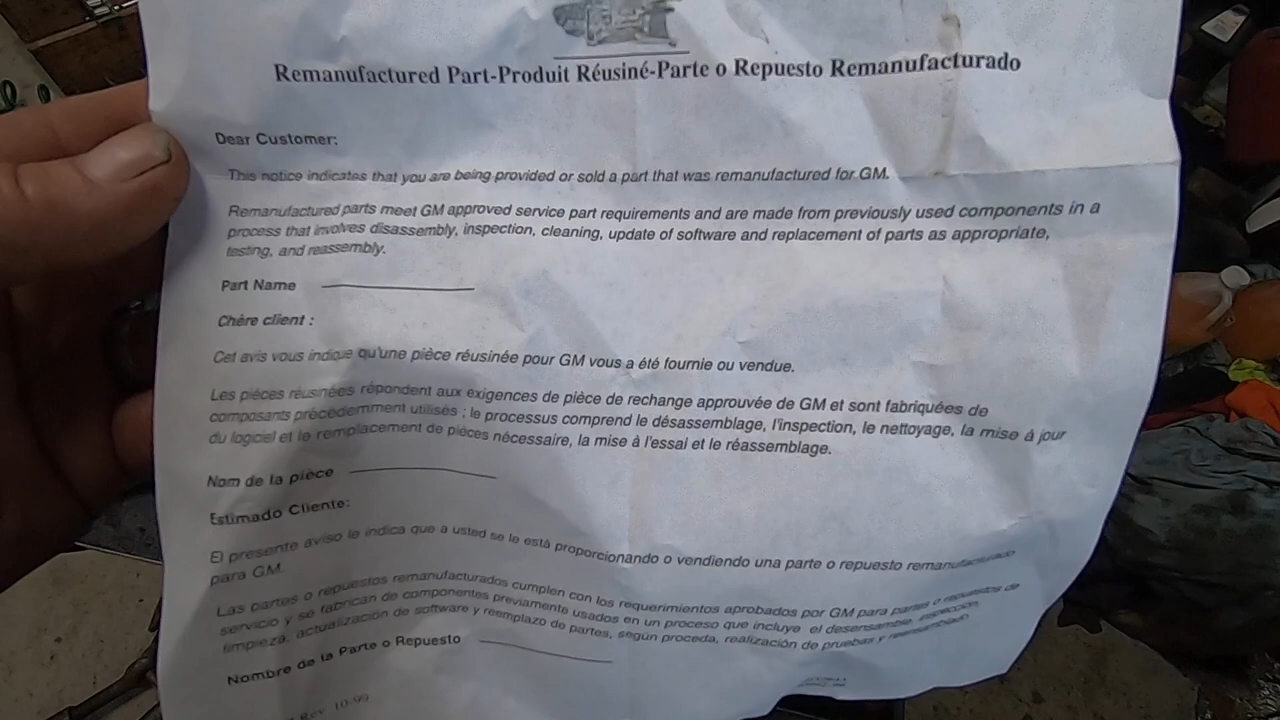 Remanufactured Part-Produit Réusiné-Parte o Repuesto Remanufacturado
Dear Customer:
This notice indicates that you are being provided or sold a part that was remanufactured for GM.
Remanufactured parts meet GM approved service part requirements and are made from previously used components in a
process that involves disassembly, inspection, cleaning, update of software and replacement of parts as appropriate,
testing, and reassembly.
Part Name
Chère client :
Cet avis vous indique qu'une pièce réusinée pour GM vous a été fournie ou vendue.
Les pièces réusinées répondent aux exigences de pièce de rechange approuvée de GM et sont fabriquées de
composants précédemment utilisés ; le processus comprend le désassemblage, l'inspection, le nettoyage, la mise á jour
du logiciel et le remplacement de pièces nécessaire, la mise à l'essai et le réassemblage.
Nom de la pièce
Estimado Cliente:
El presente aviso le indica que a usted se le está proporcionando o vendiendo una parte o repuesto remanufacturado
para GM.
Las partes o repuestos remanufacturados cumplen con los requerimientos aprobados por GM para partes o repuestos de
servicio y se fabrican de componentes previamente usados en un proceso que incluye el desensamble, inspección,
limpieza, actualización de software y reemplazo de partes, según proceda, realización de pruebas y reensamblado.
Nombre de la Parte o Repuesto
Rev. 10-99